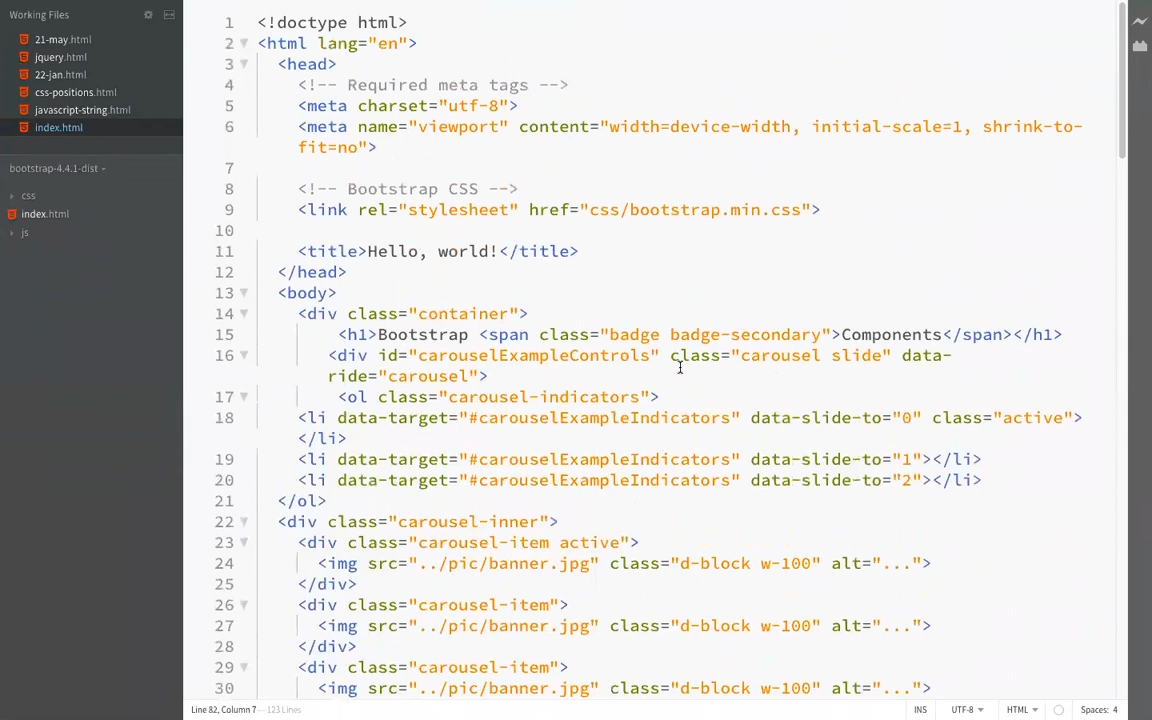 Working Files
21-may.html
jquery.html
22-jan.html
css-positions.html
javascript-string.html
index.html
bootstrap-4.4.1-dist
css
index.html
js
1 <!doctype html>
2 <html lang="en">
3 <head>
4 <!-- Required meta tags -->
5 <meta charset="utf-8">
6 <meta name="viewport" content="width=device-width, initial-scale=1, shrink-to-
fit=no">
7
8 <!-- Bootstrap CSS -->
9 <link rel="stylesheet" href="css/bootstrap.min.css">
10
11 <title>Hello, world!</title>
12 </head>
13 <body>
14 <div class="container">
15 <h1>Bootstrap <span class="badge badge-secondary">Components</span></h1>
16 <div id="carouselExampleControls" class="carousel slide" data-
ride="carousel">
17 <ol class="carousel-indicators">
18 <li data-target="#carouselExampleIndicators" data-slide-to="0" class="active">
</li>
19 <li data-target="#carouselExampleIndicators" data-slide-to="1"></li>
20 <li data-target="#carouselExampleIndicators" data-slide-to="2"></li>
21 </ol>
22 <div class="carousel-inner">
23 <div class="carousel-item active">
24 <img src="../pic/banner.jpg" class="d-block w-100" alt="...">
25 </div>
26 <div class="carousel-item">
27 <img src="../pic/banner.jpg" class="d-block w-100" alt="...">
28 </div>
29 <div class="carousel-item">
30 <img src="../pic/banner.jpg" class="d-block w-100" alt="...">
Line 82, Column 7 — 123 Lines
INS UTF-8 HTML Spaces: 4